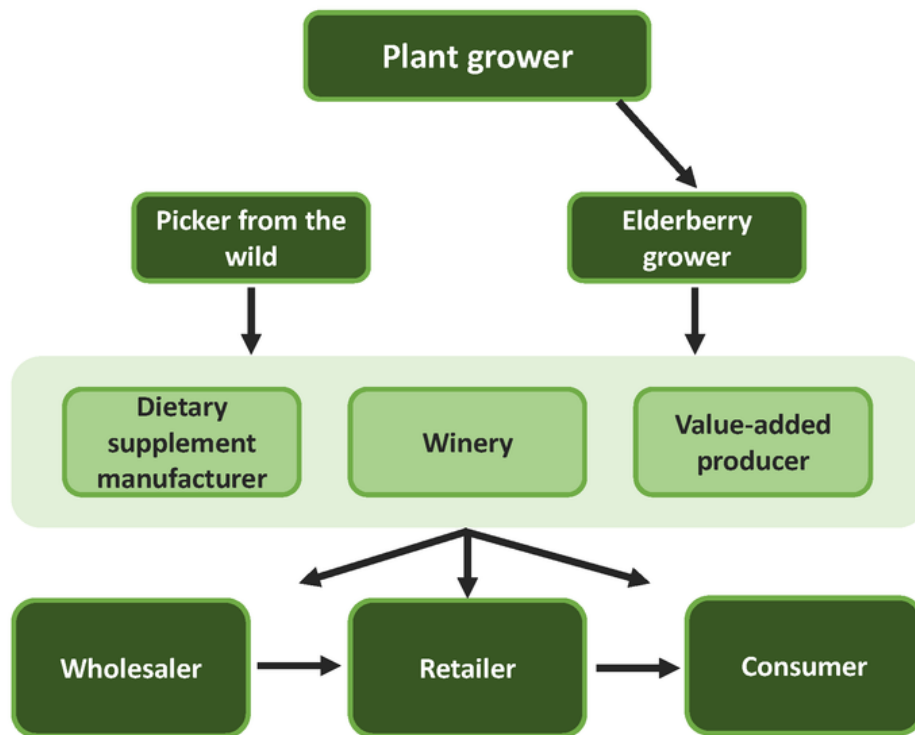 Plant grower
Picker from the
wild
Elderberry
grower
Dietary
supplement
manufacturer
Winery
Value-added
producer
Wholesaler
Retailer
Consumer